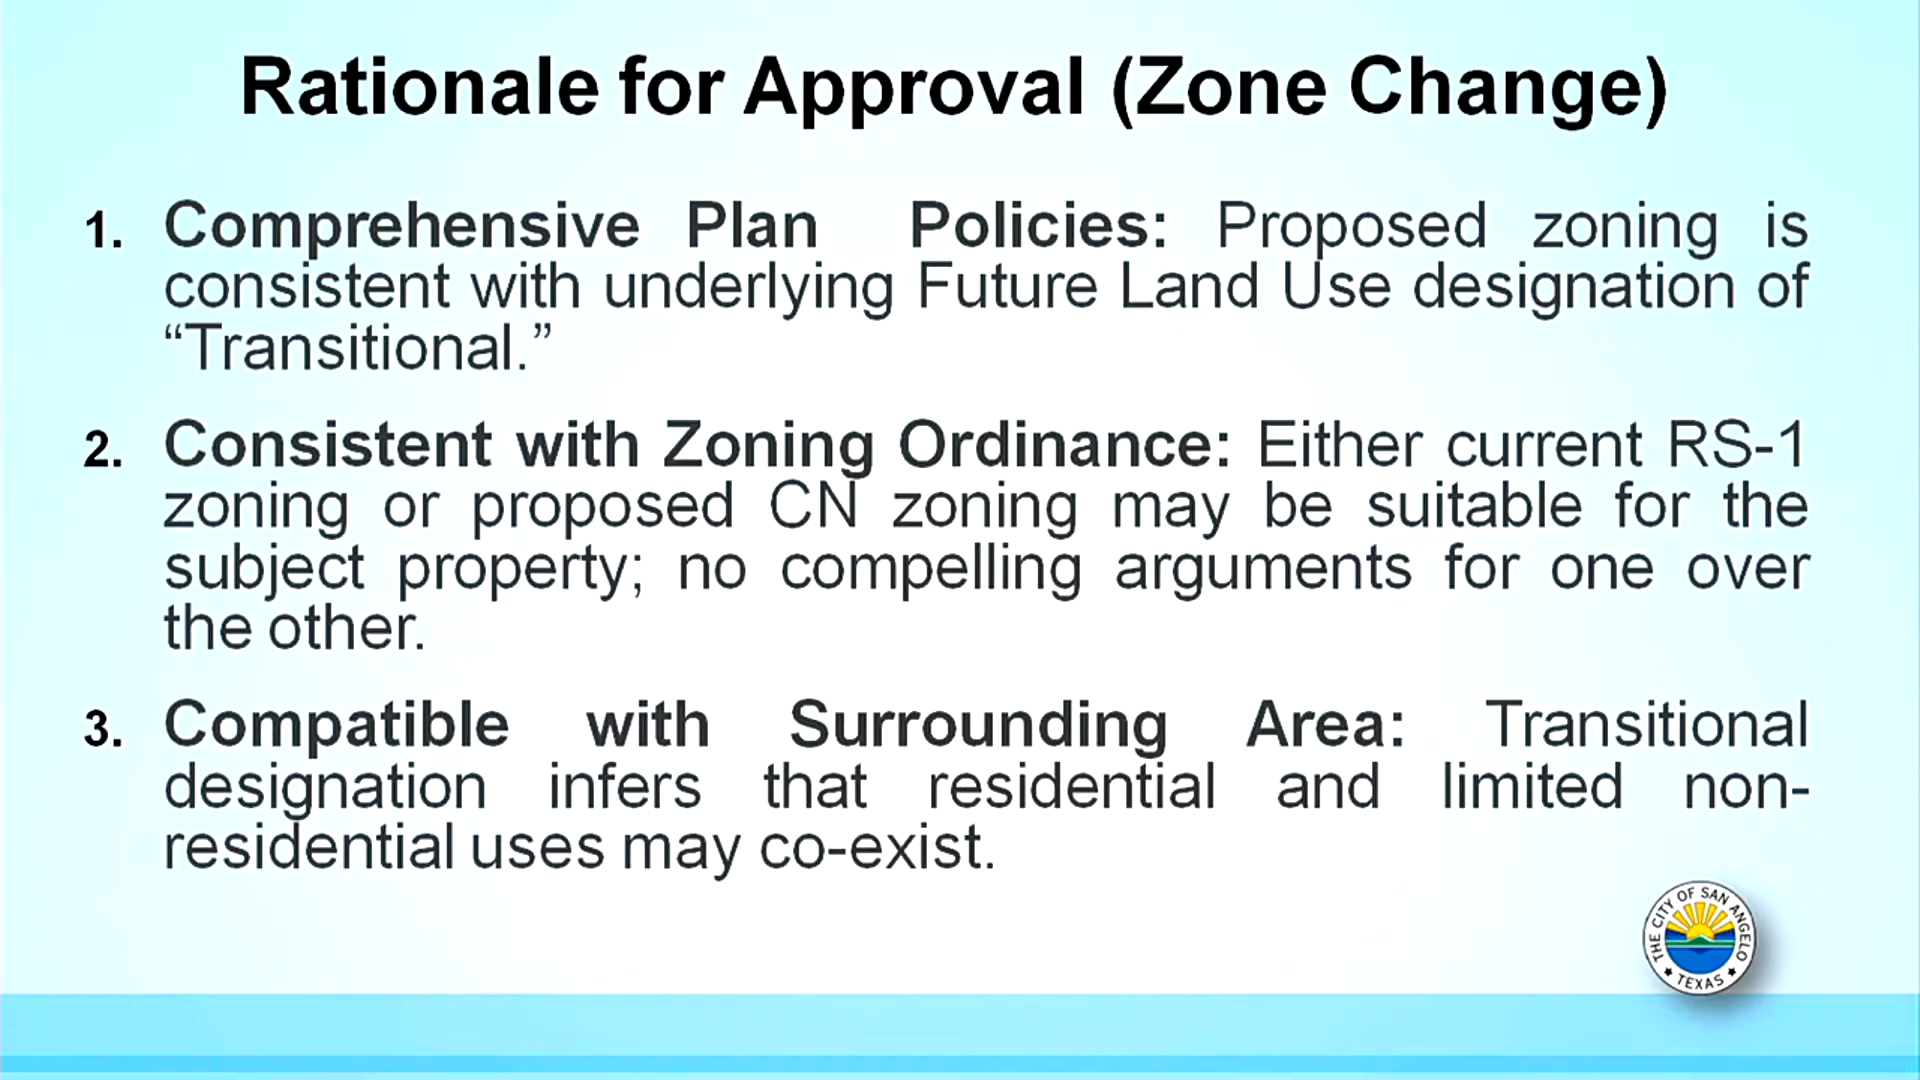 Rationale for Approval (Zone Change)
1. Comprehensive Plan Policies: Proposed zoning is
consistent with underlying Future Land Use designation of
“Transitional.”
2. Consistent with Zoning Ordinance: Either current RS-1
zoning or proposed CN zoning may be suitable for the
subject property; no compelling arguments for one over
the other.
3. Compatible with Surrounding Area: Transitional
designation infers that residential and limited non-
residential uses may co-exist.
THE CITY OF SAN ANGELO
TEXAS